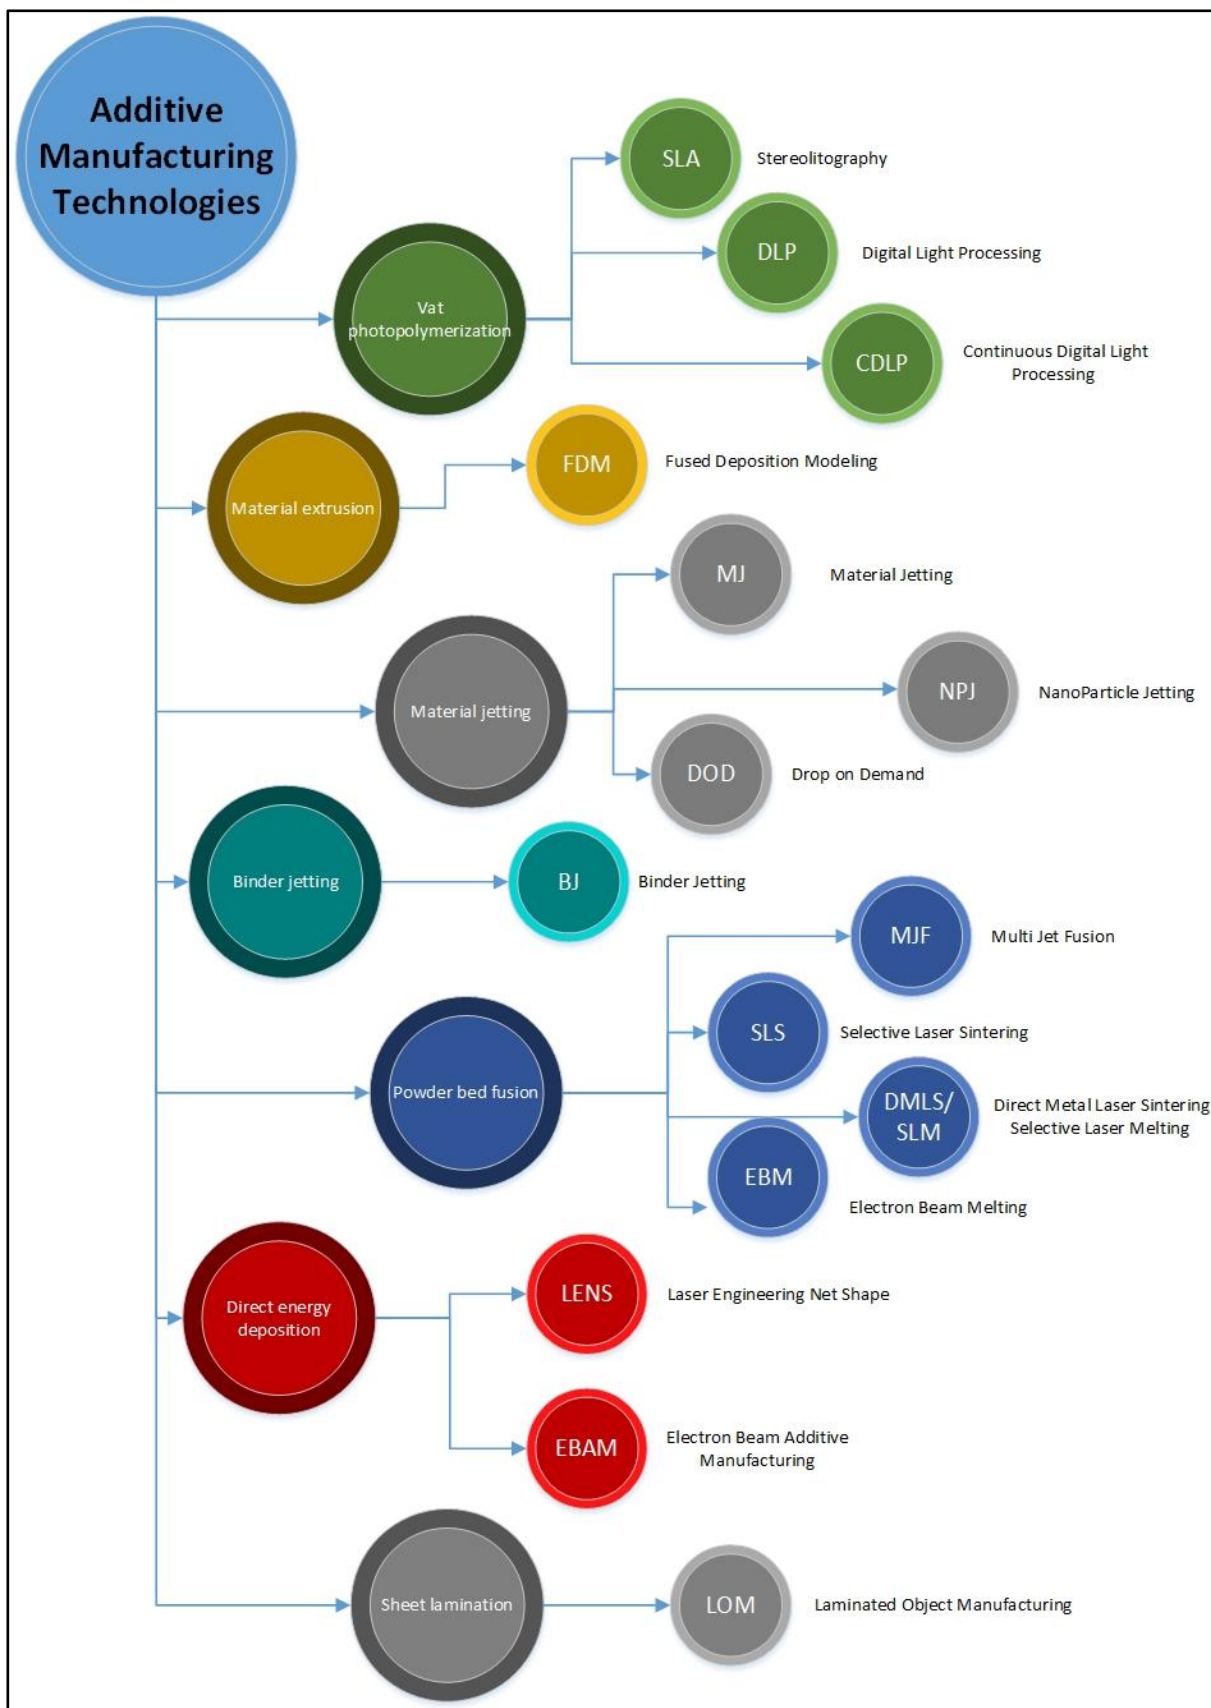 Additive
Manufacturing
Technologies
Vat
photopolymerization
SLA
Stereolitography
DLP
Digital Light Processing
CDLP
Continuous Digital Light
Processing
Material extrusion
FDM
Fused Deposition Modeling
Material jetting
MJ
Material Jetting
NPJ
NanoParticle Jetting
DOD
Drop on Demand
Binder jetting
BJ
Binder Jetting
Powder bed fusion
MJF
Multi Jet Fusion
SLS
Selective Laser Sintering
DMLS/
SLM
Direct Metal Laser Sintering
Selective Laser Melting
EBM
Electron Beam Melting
Direct energy
deposition
LENS
Laser Engineering Net Shape
EBAM
Electron Beam Additive
Manufacturing
Sheet lamination
LOM
Laminated Object Manufacturing